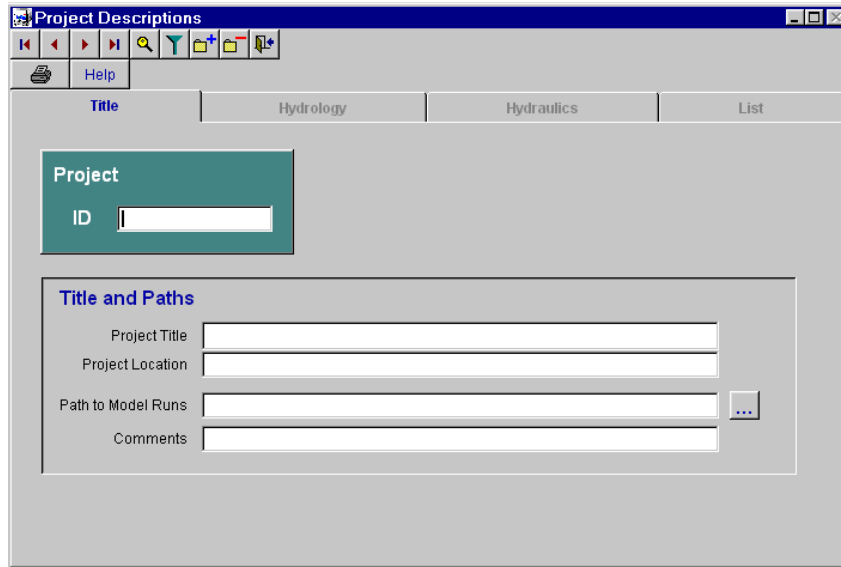 Project Descriptions
Help
Title Hydrology Hydraulics List
Project
ID
Title and Paths
Project Title
Project Location
Path to Model Runs ...
Comments